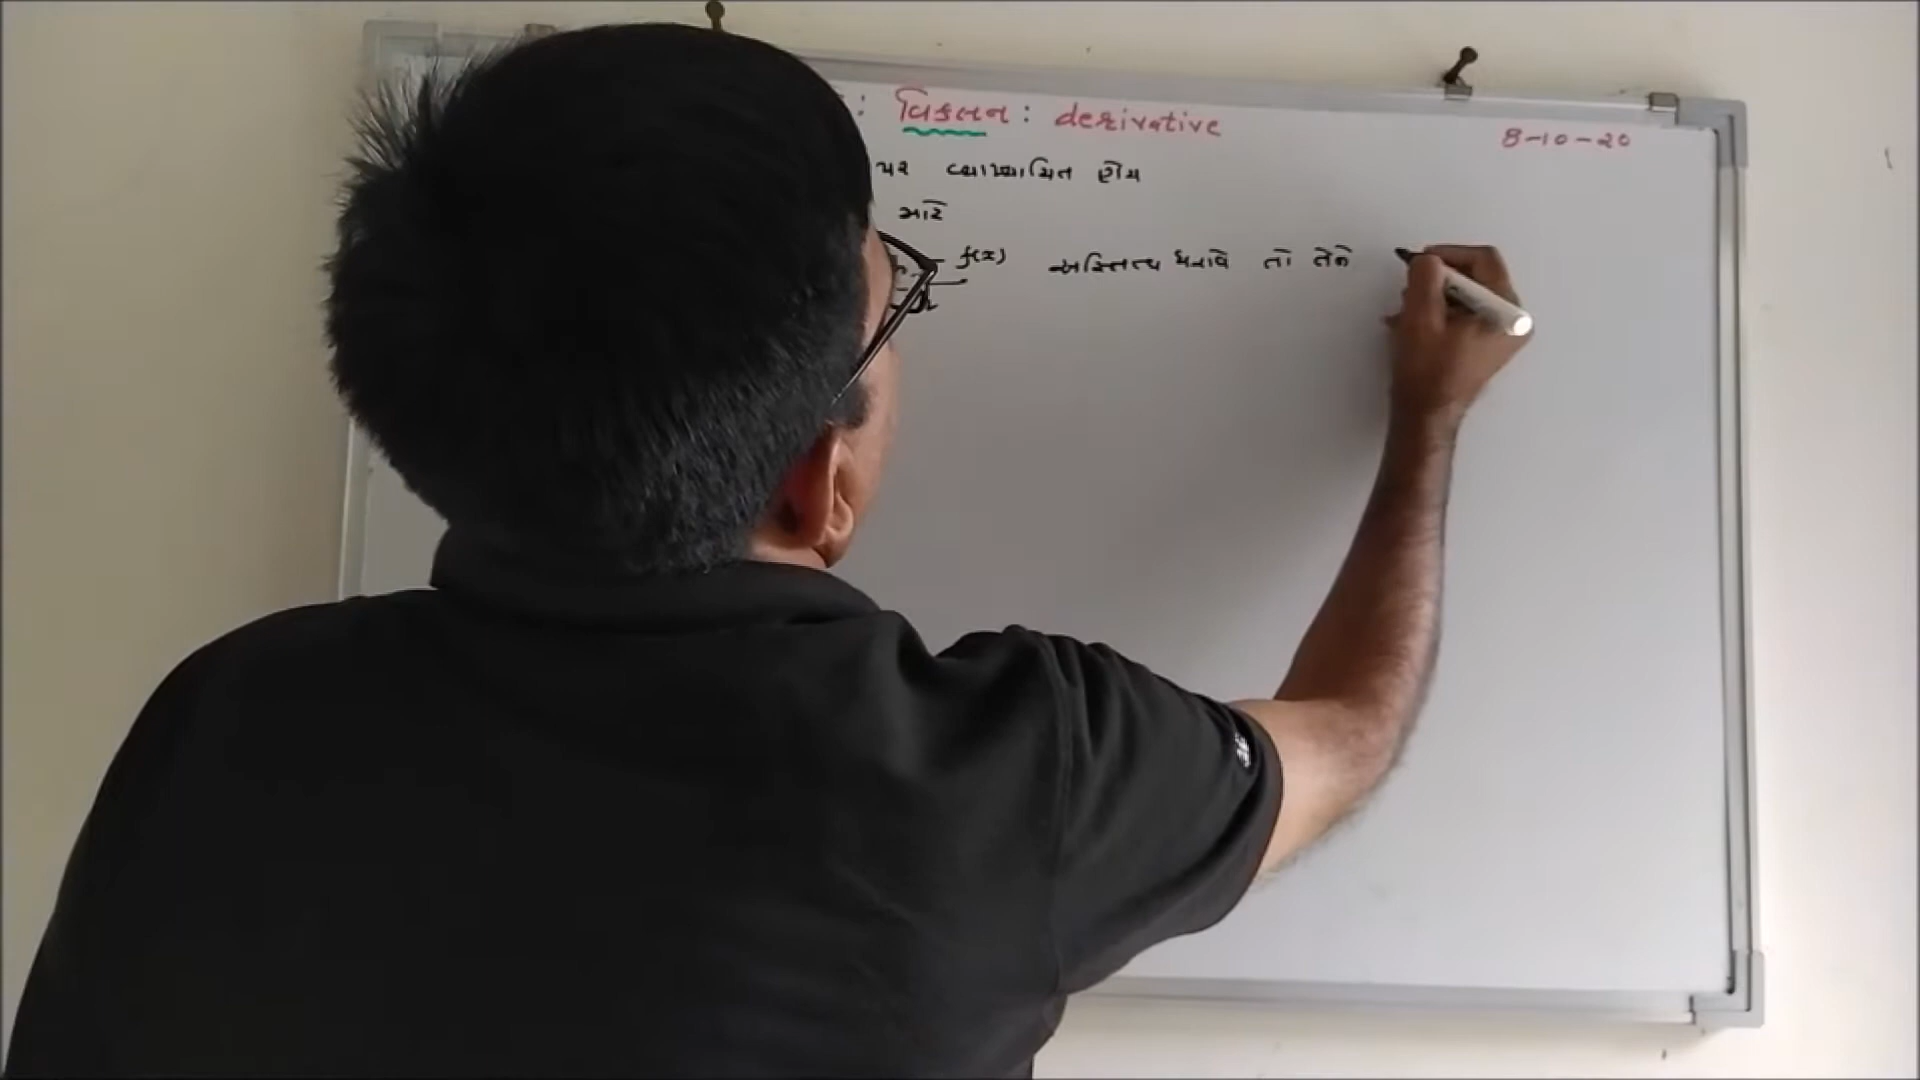 : વિકલન : derivative
8-10-20
પર વ્યાખ્યાયિત હોય
માટે
f(x) અસ્તિત્વ ધરાવે તો તેને